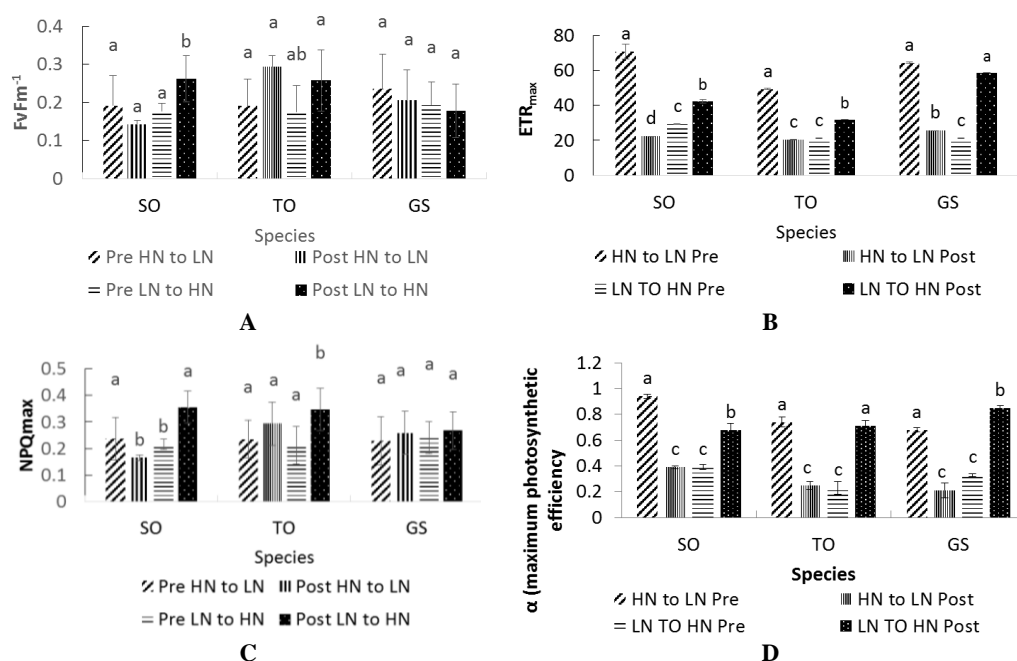 FvFm⁻¹
0.4
0.3
0.2
0.1
0
a a a b
a a ab a
a a a a
SO TO GS
Species
Pre HN to LN Post HN to LN
Pre LN to HN Post LN to HN
A
ETRmax
80
60
40
20
0
a d c b
a c c b
a b c a
SO TO GS
Species
HN to LN Pre HN to LN Post
LN TO HN Pre LN TO HN Post
B
NPQmax
0.5
0.4
0.3
0.2
0.1
0
a b b a
a a a b
a a a a
SO TO GS
Species
Pre HN to LN Post HN to LN
Pre LN to HN Post LN to HN
C
α (maximum photosynthetic
efficiency
1.2
1
0.8
0.6
0.4
0.2
0
a c c b
a c c a
a c c b
SO TO GS
Species
HN to LN Pre HN to LN Post
LN TO HN Pre LN TO HN Post
D